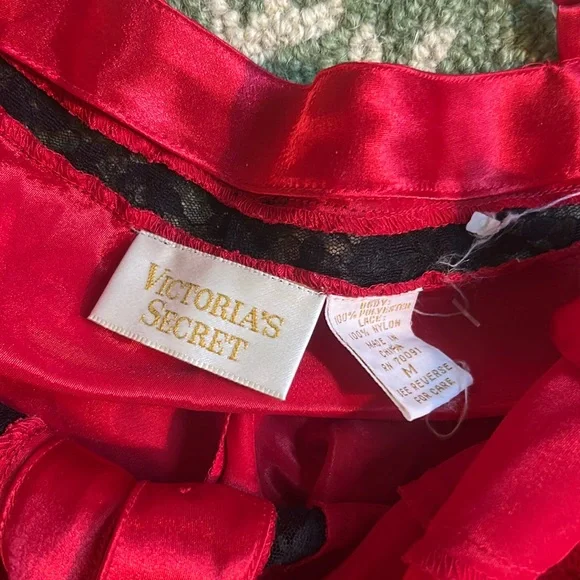 VICTORIA'S
SECRET
BODY:
100% POLYESTER
LACE:
100% NYLON
MADE IN
CHINA
RN 70091
M
SEE REVERSE
FOR CARE